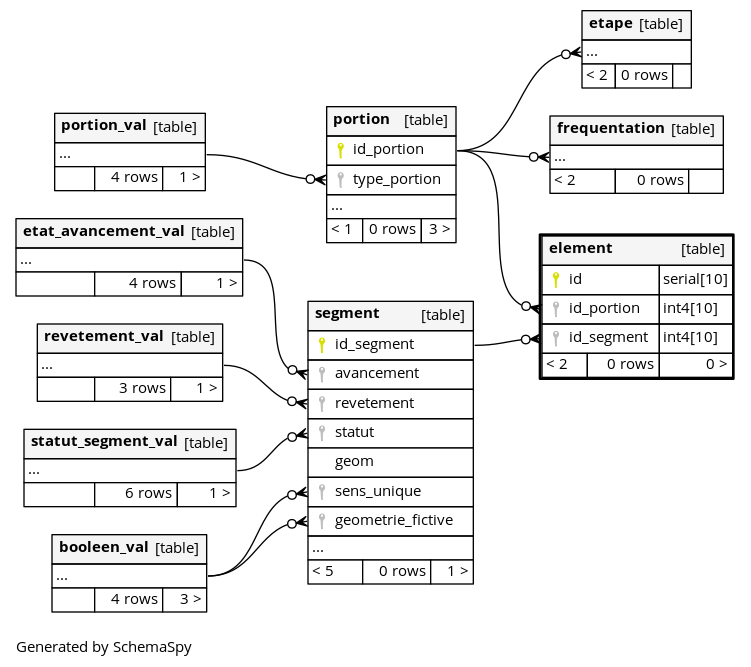 etape [table]
...
< 2 0 rows
portion_val [table]
...
4 rows 1 >
portion [table]
id_portion
type_portion
...
< 1 0 rows 3 >
frequentation [table]
...
< 2 0 rows
etat_avancement_val [table]
...
4 rows 1 >
element [table]
id serial[10]
id_portion int4[10]
id_segment int4[10]
< 2 0 rows 0 >
revetement_val [table]
...
3 rows 1 >
segment [table]
id_segment
avancement
revetement
statut
geom
sens_unique
geometrie_fictive
...
< 5 0 rows 1 >
statut_segment_val [table]
...
6 rows 1 >
booleen_val [table]
...
4 rows 3 >
Generated by SchemaSpy